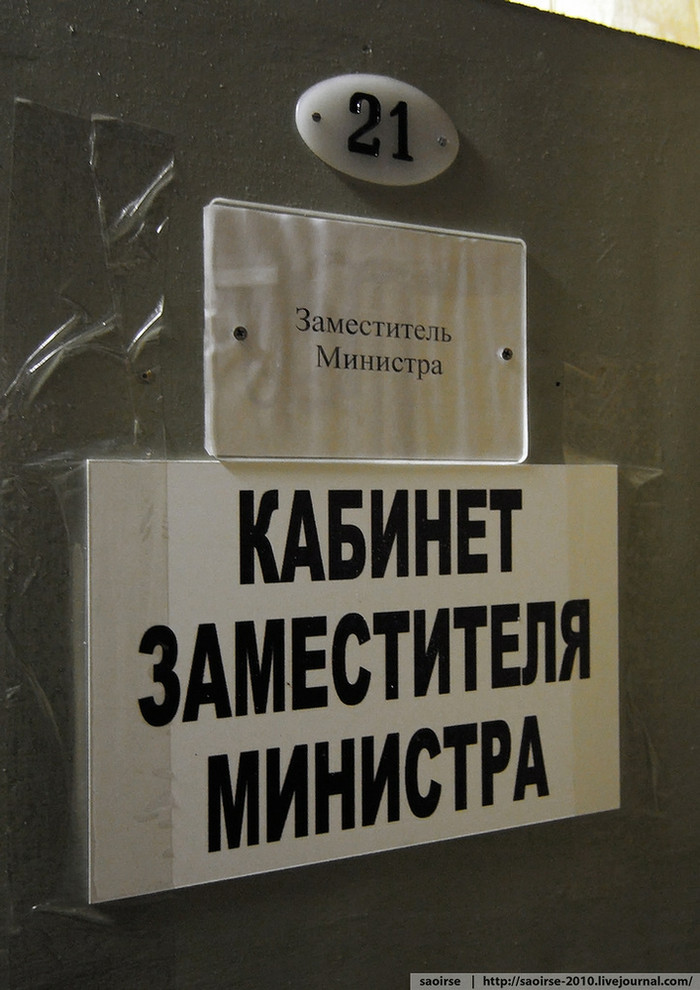 21
Заместитель
Министра
КАБИНЕТ
ЗАМЕСТИТЕЛЯ
МИНИСТРА
saoirse | http://saoirse-2010.livejournal.com/